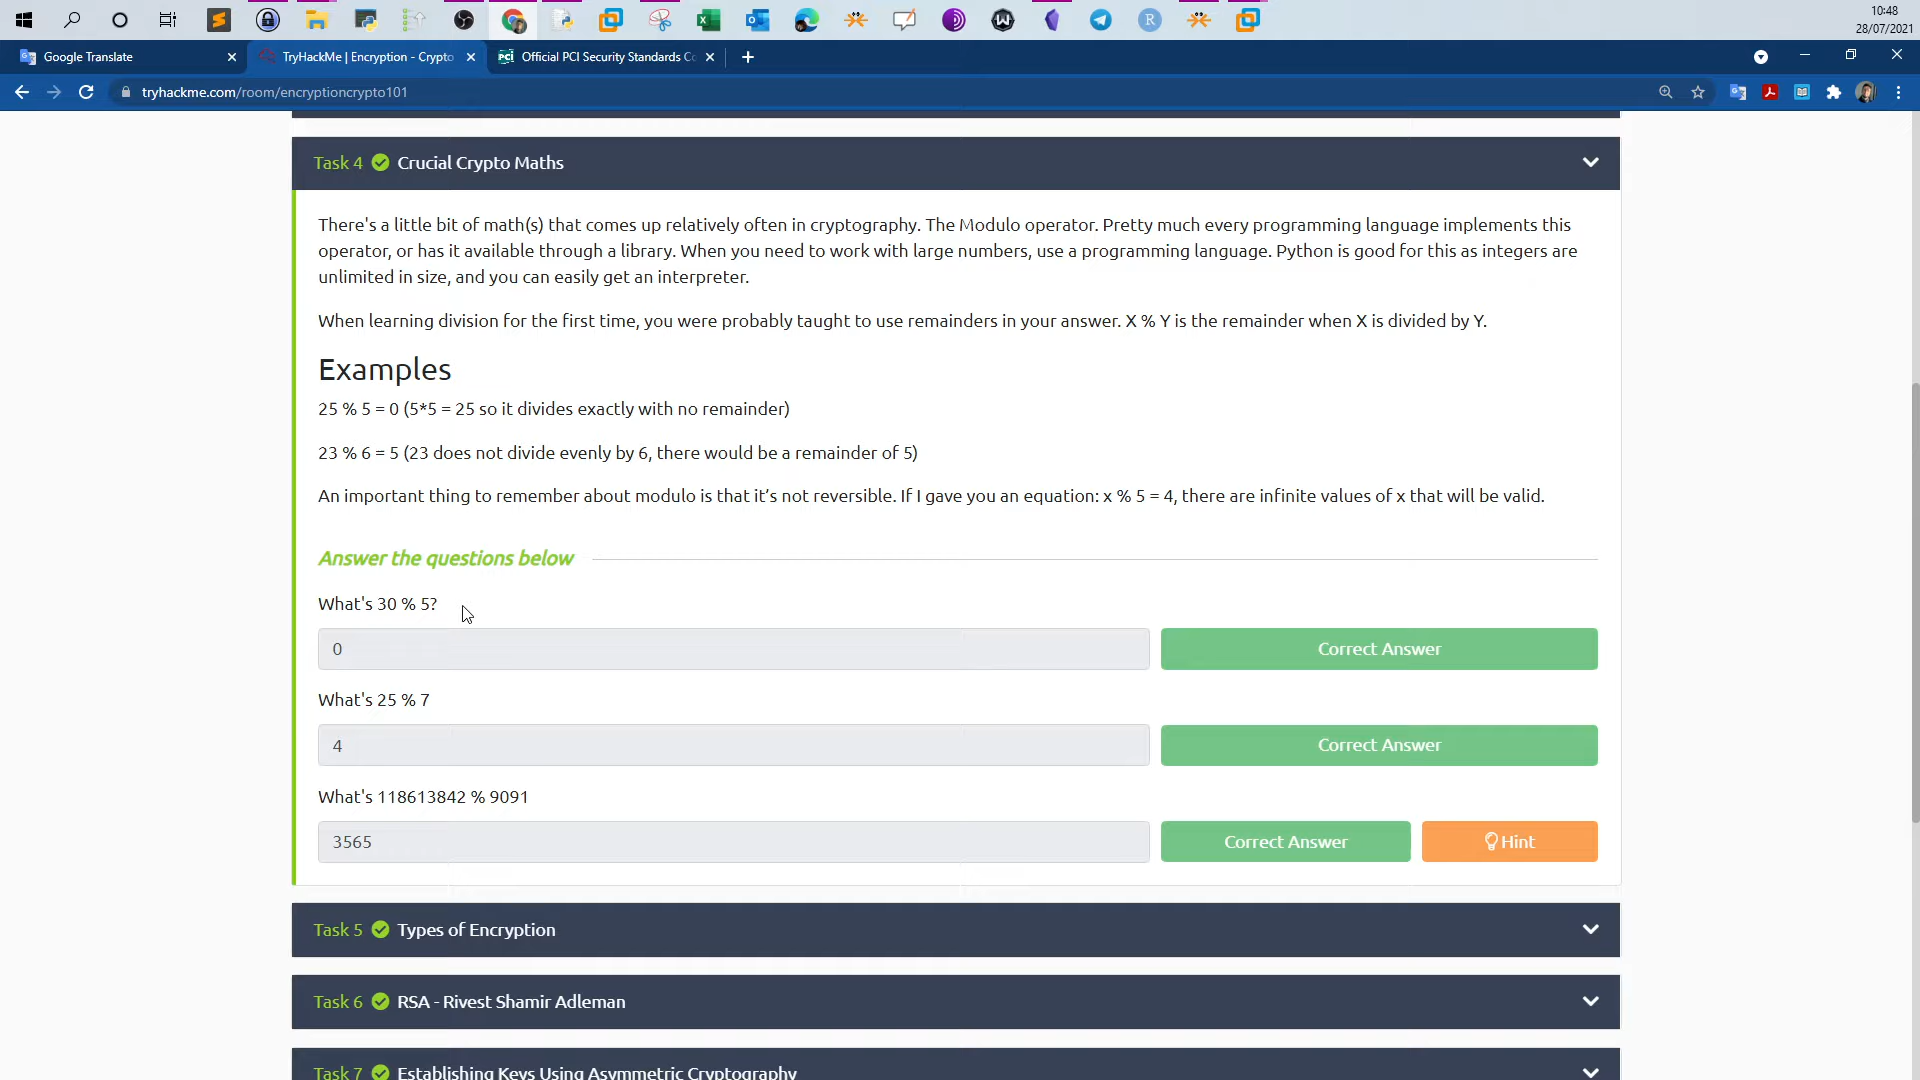 10:48
28/07/2021
Google Translate
TryHackMe | Encryption - Crypto
PCI Official PCI Security Standards Co
tryhackme.com/room/encryptioncrypto101
Task 4 Crucial Crypto Maths
There's a little bit of math(s) that comes up relatively often in cryptography. The Modulo operator. Pretty much every programming language implements this
operator, or has it available through a library. When you need to work with large numbers, use a programming language. Python is good for this as integers are
unlimited in size, and you can easily get an interpreter.
When learning division for the first time, you were probably taught to use remainders in your answer. X % Y is the remainder when X is divided by Y.
Examples
25 % 5 = 0 (5*5 = 25 so it divides exactly with no remainder)
23 % 6 = 5 (23 does not divide evenly by 6, there would be a remainder of 5)
An important thing to remember about modulo is that it’s not reversible. If I gave you an equation: x % 5 = 4, there are infinite values of x that will be valid.
Answer the questions below
What's 30 % 5?
0
Correct Answer
What's 25 % 7
4
Correct Answer
What's 118613842 % 9091
3565
Correct Answer
Hint
Task 5 Types of Encryption
Task 6 RSA - Rivest Shamir Adleman
Task 7 Establishing Keys Using Asymmetric Cryptography